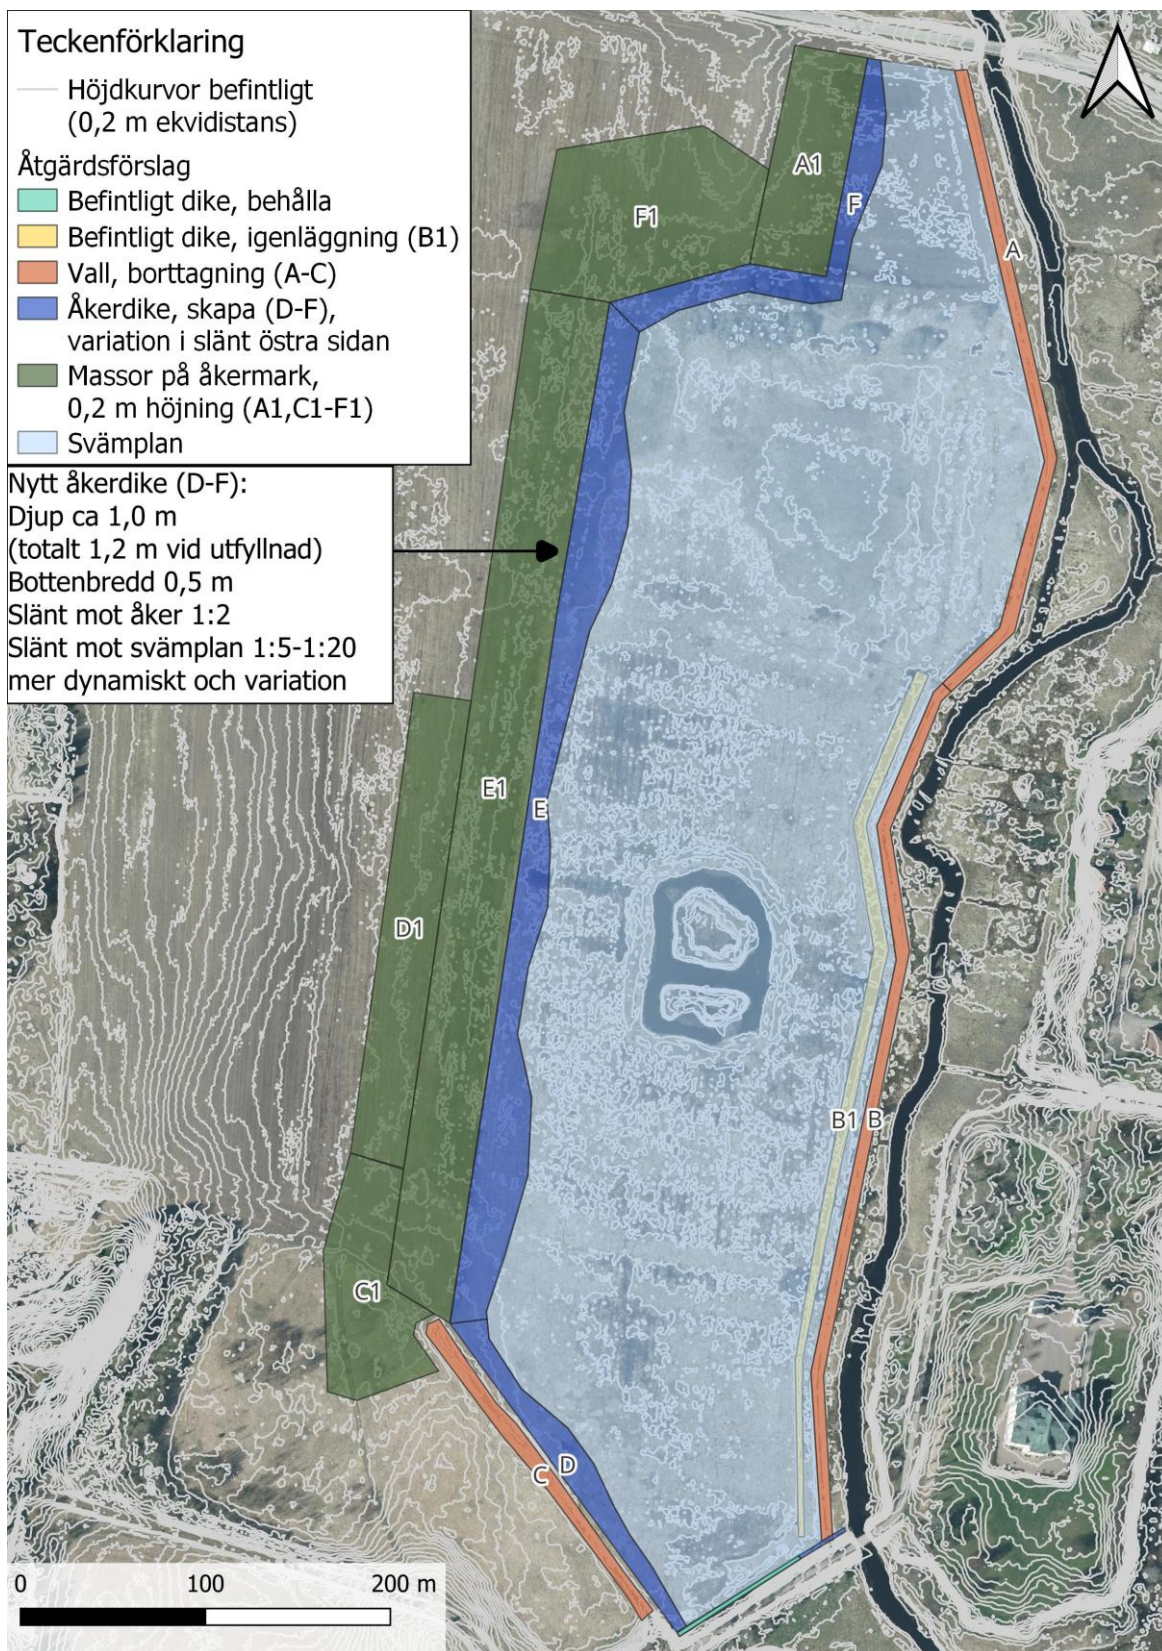 Teckenförklaring
Höjdkurvor befintligt
(0,2 m ekvidistans)
Åtgärdsförslag
Befintligt dike, behålla
Befintligt dike, igenläggning (B1)
Vall, borttagning (A-C)
Åkerdike, skapa (D-F),
variation i slänt östra sidan
Massor på åkermark,
0,2 m höjning (A1,C1-F1)
Svämplan
Nytt åkerdike (D-F):
Djup ca 1,0 m
(totalt 1,2 m vid utfyllnad)
Bottenbredd 0,5 m
Slänt mot åker 1:2
Slänt mot svämplan 1:5-1:20
mer dynamiskt och variation
A1
F
F1
A
E1
E
D1
B1
B
C1
C
D
0
100
200 m